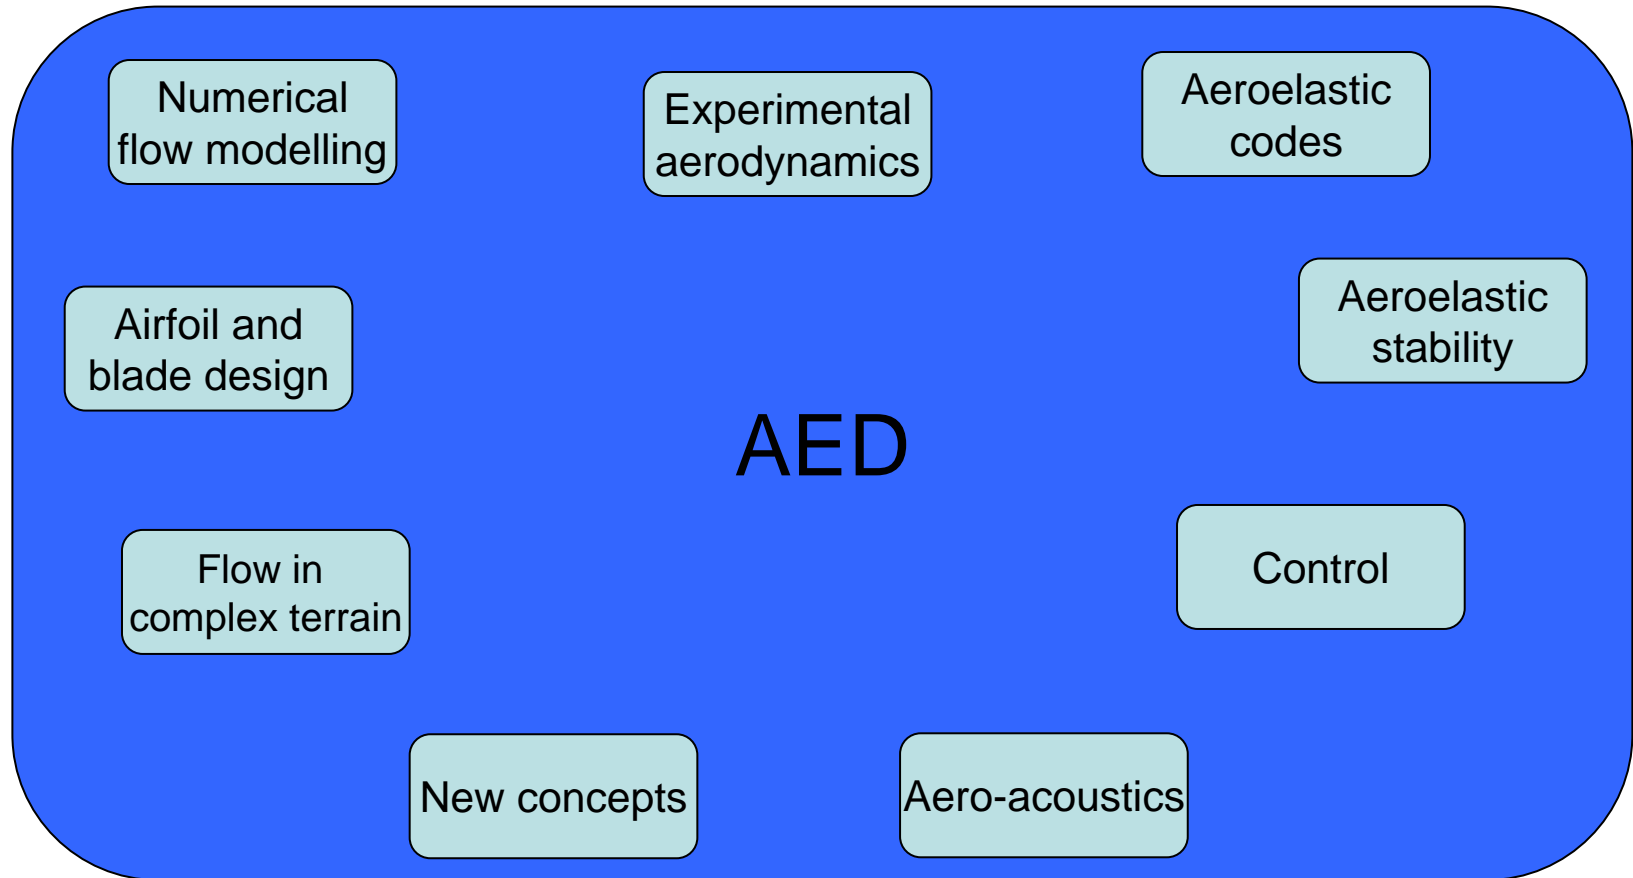 Numerical
flow modelling
Experimental
aerodynamics
Aeroelastic
codes
Airfoil and
blade design
Aeroelastic
stability
AED
Flow in
complex terrain
Control
New concepts
Aero-acoustics